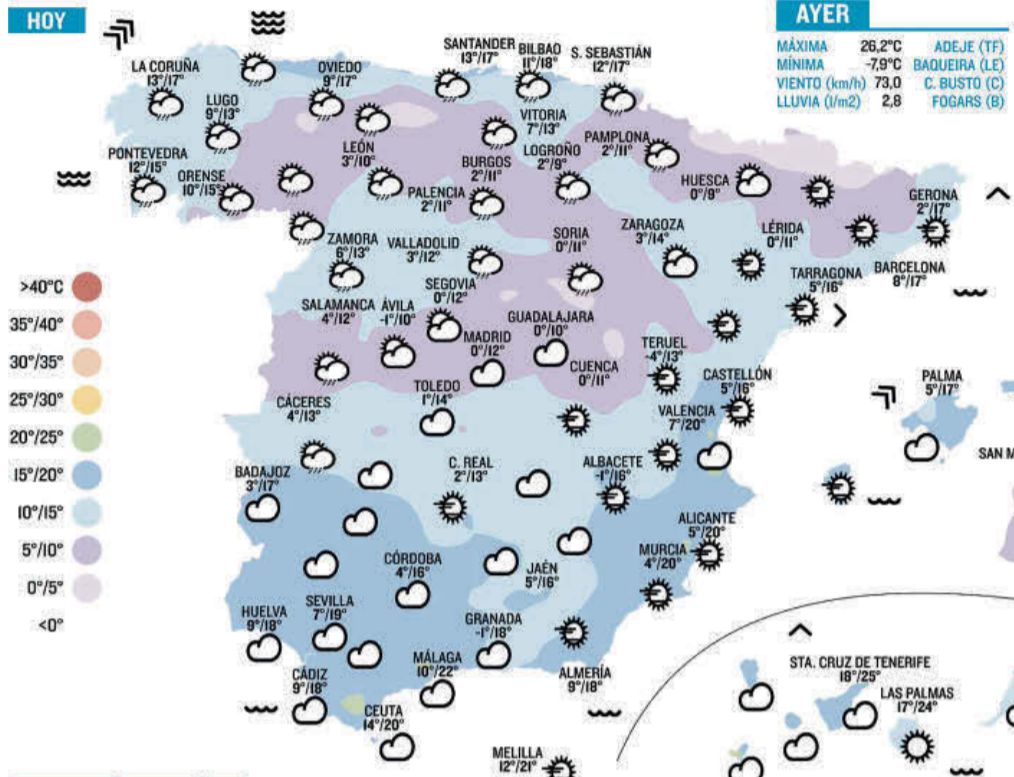 HOY
AYER
MÁXIMA 26,2°C ADEJE (TF)
MÍNIMA -7,9°C BAQUEIRA (LE)
VIENTO (km/h) 73,0 C. BUSTO (C)
LLUVIA (l/m2) 2,8 FOGARS (B)
LA CORUÑA
13°/17°
OVIEDO
9°/17°
SANTANDER
13°/17°
BILBAO
11°/18°
S. SEBASTIÁN
12°/17°
LUGO
9°/13°
VITORIA
7°/13°
PONTEVEDRA
12°/15°
ORENSE
10°/15°
LEÓN
3°/10°
BURGOS
2°/11°
LOGROÑO
2°/9°
PAMPLONA
2°/11°
PALENCIA
2°/11°
HUESCA
0°/9°
GERONA
2°/17°
ZAMORA
6°/13°
VALLADOLID
3°/12°
SORIA
0°/11°
ZARAGOZA
3°/14°
LÉRIDA
0°/11°
BARCELONA
8°/17°
TARRAGONA
5°/16°
SEGOVIA
0°/12°
SALAMANCA
4°/12°
ÁVILA
-1°/10°
MADRID
0°/12°
GUADALAJARA
0°/10°
CUENCA
0°/11°
TERUEL
-4°/13°
CASTELLÓN
5°/16°
PALMA
5°/17°
CÁCERES
4°/13°
TOLEDO
1°/14°
VALENCIA
7°/20°
SAN M
BADAJOZ
3°/17°
C. REAL
2°/13°
ALBACETE
-1°/16°
ALICANTE
5°/20°
MURCIA
4°/20°
CÓRDOBA
4°/16°
JAÉN
5°/16°
HUELVA
9°/18°
SEVILLA
7°/19°
GRANADA
-1°/18°
CÁDIZ
9°/18°
MÁLAGA
10°/22°
ALMERÍA
9°/18°
CEUTA
14°/20°
MELILLA
12°/21°
STA. CRUZ DE TENERIFE
18°/25°
LAS PALMAS
17°/24°
>40°C
35°/40°
30°/35°
25°/30°
20°/25°
15°/20°
10°/15°
5°/10°
0°/5°
<0°